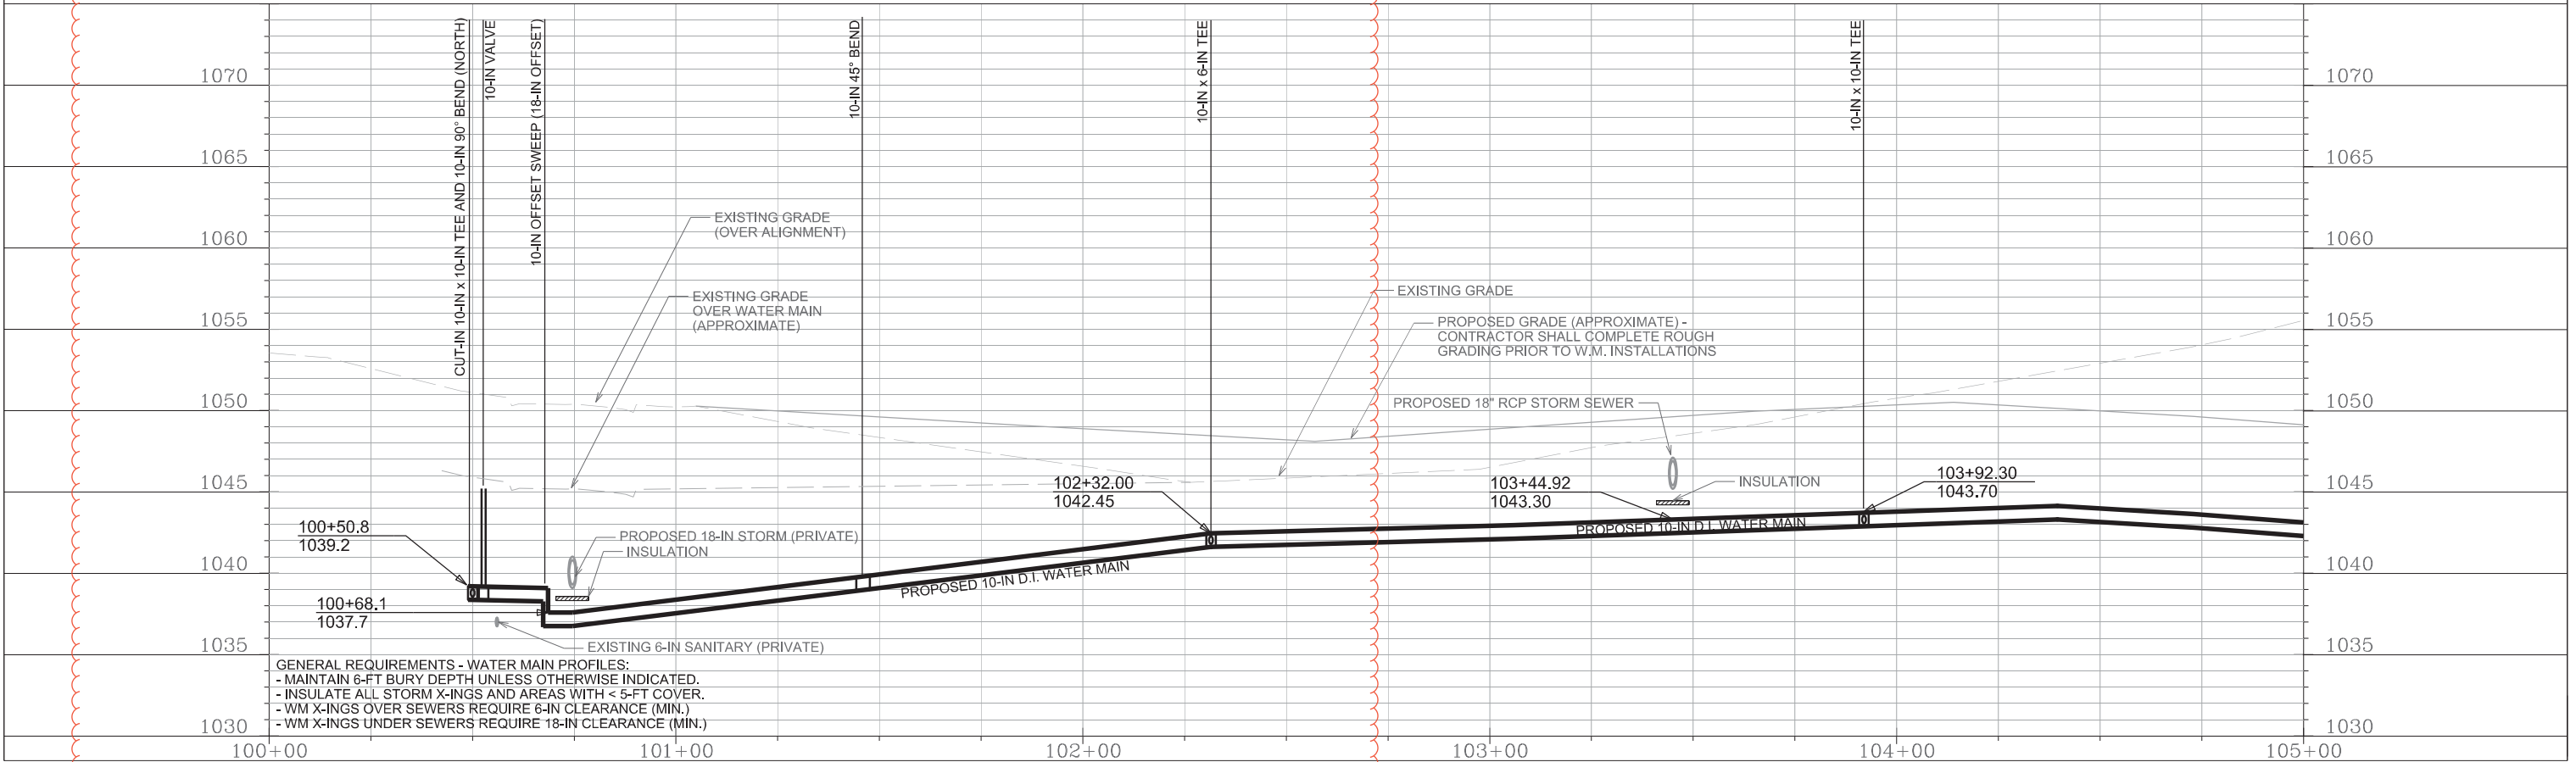 CUT-IN 10-IN x 10-IN TEE AND 10-IN 90° BEND (NORTH)
10-IN VALVE
10-IN OFFSET SWEEP (18-IN OFFSET)
10-IN 45° BEND
10-IN x 6-IN TEE
10-IN x 10-IN TEE
1070
1070
1065
1065
1060
1060
1055
1055
1050
1050
1045
1045
1040
1040
1035
1035
1030
1030
EXISTING GRADE
(OVER ALIGNMENT)
EXISTING GRADE
OVER WATER MAIN
(APPROXIMATE)
EXISTING GRADE
PROPOSED GRADE (APPROXIMATE) -
CONTRACTOR SHALL COMPLETE ROUGH
GRADING PRIOR TO W.M. INSTALLATIONS
PROPOSED 18" RCP STORM SEWER
INSULATION
102+32.00
1042.45
103+44.92
1043.30
103+92.30
1043.70
100+50.8
1039.2
PROPOSED 18-IN STORM (PRIVATE)
INSULATION
PROPOSED 10-IN D.I. WATER MAIN
PROPOSED 10-IN D.I. WATER MAIN
100+68.1
1037.7
EXISTING 6-IN SANITARY (PRIVATE)
GENERAL REQUIREMENTS - WATER MAIN PROFILES:
- MAINTAIN 6-FT BURY DEPTH UNLESS OTHERWISE INDICATED.
- INSULATE ALL STORM X-INGS AND AREAS WITH < 5-FT COVER.
- WM X-INGS OVER SEWERS REQUIRE 6-IN CLEARANCE (MIN.)
- WM X-INGS UNDER SEWERS REQUIRE 18-IN CLEARANCE (MIN.)
100+00
101+00
102+00
103+00
104+00
105+00